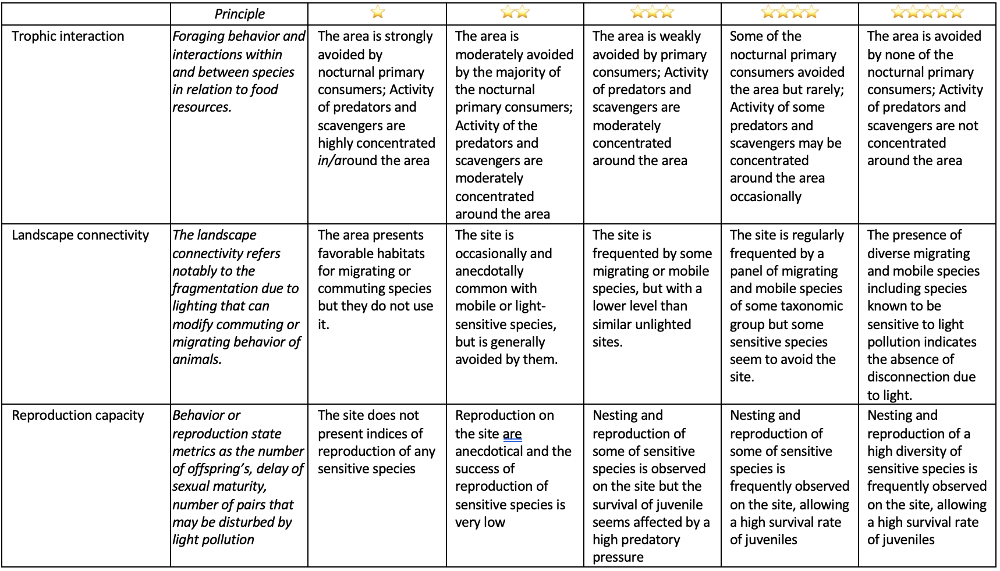 Principle
⭐
⭐⭐
⭐⭐⭐
⭐⭐⭐⭐
⭐⭐⭐⭐⭐
Trophic interaction
Foraging behavior and
interactions within
and between species
in relation to food
resources.
The area is strongly
avoided by
nocturnal primary
consumers; Activity
of predators and
scavengers are
highly concentrated
in/around the area
The area is
moderately avoided
by the majority of
the nocturnal
primary consumers;
Activity of the
predators and
scavengers are
moderately
concentrated
around the area
The area is weakly
avoided by primary
consumers; Activity
of predators and
scavengers are
moderately
concentrated
around the area
Some of the
nocturnal primary
consumers avoided
the area but rarely;
Activity of some
predators and
scavengers may be
concentrated
around the area
occasionally
The area is avoided
by none of the
nocturnal primary
consumers; Activity
of predators and
scavengers are not
concentrated
around the area
Landscape connectivity
The landscape
connectivity refers
notably to the
fragmentation due to
lighting that can
modify commuting or
migrating behavior of
animals.
The area presents
favorable habitats
for migrating or
commuting species
but they do not use
it.
The site is
occasionally and
anecdotally
common with
mobile or light-
sensitive species,
but is generally
avoided by them.
The site is
frequented by some
migrating or mobile
species, but with a
lower level than
similar unlighted
sites.
The site is regularly
frequented by a
panel of migrating
and mobile species
of some taxonomic
group but some
sensitive species
seem to avoid the
site.
The presence of
diverse migrating
and mobile species
including species
known to be
sensitive to light
pollution indicates
the absence of
disconnection due
to light.
Reproduction capacity
Behavior or
reproduction state
metrics as the number
of offspring’s, delay of
sexual maturity,
number of pairs that
may be disturbed by
light pollution
The site does not
present indices of
reproduction of any
sensitive species
Reproduction on
the site are
anecdotical and the
success of
reproduction of
sensitive species is
very low
Nesting and
reproduction of
some of sensitive
species is observed
on the site but the
survival of juvenile
seems affected by a
high predatory
pressure
Nesting and
reproduction of
some of sensitive
species is
frequently observed
on the site, allowing
a high survival rate
of juveniles
Nesting and
reproduction of a
high diversity of
sensitive species is
frequently observed
on the site, allowing
a high survival rate
of juveniles